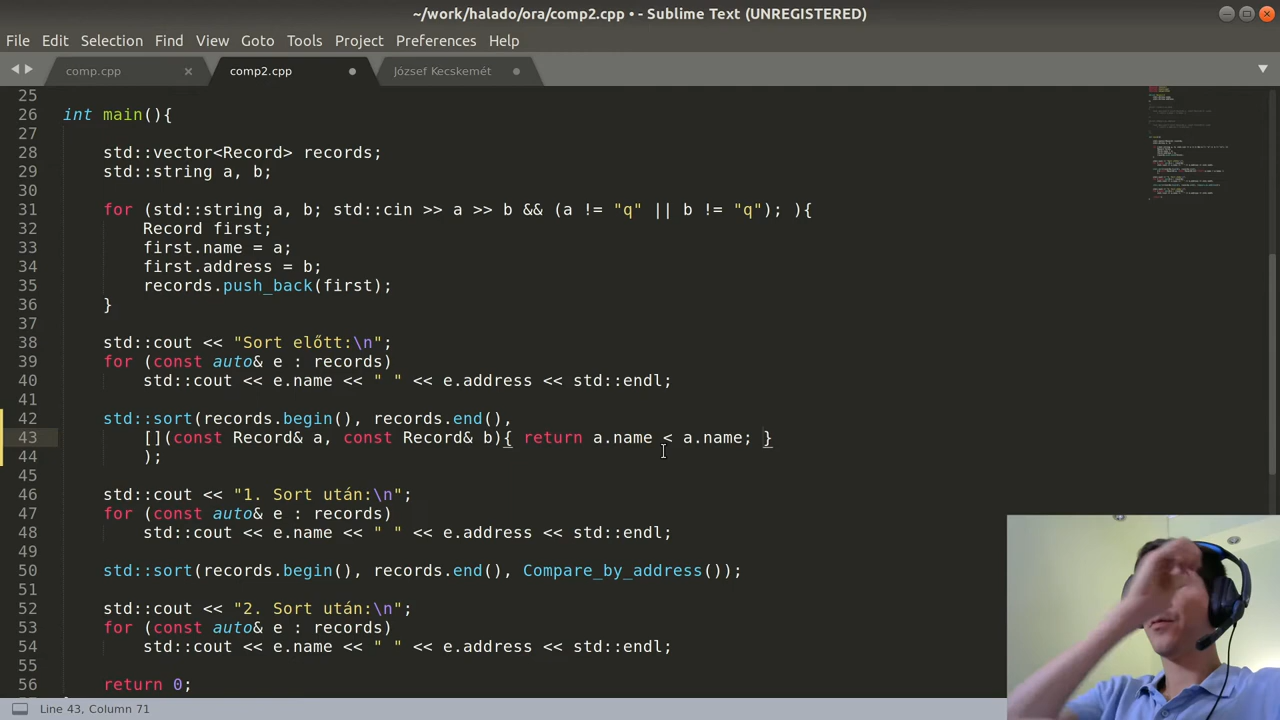 ~/work/halado/ora/comp2.cpp • - Sublime Text (UNREGISTERED)
File Edit Selection Find View Goto Tools Project Preferences Help
comp.cpp comp2.cpp József Kecskemét
25
26 int main(){
27
28 std::vector<Record> records;
29 std::string a, b;
30
31 for (std::string a, b; std::cin >> a >> b && (a != "q" || b != "q"); ){
32 Record first;
33 first.name = a;
34 first.address = b;
35 records.push_back(first);
36 }
37
38 std::cout << "Sort előtt:\n";
39 for (const auto& e : records)
40 std::cout << e.name << " " << e.address << std::endl;
41
42 std::sort(records.begin(), records.end(),
43 [](const Record& a, const Record& b){ return a.name < a.name; }
44 );
45
46 std::cout << "1. Sort után:\n";
47 for (const auto& e : records)
48 std::cout << e.name << " " << e.address << std::endl;
49
50 std::sort(records.begin(), records.end(), Compare_by_address());
51
52 std::cout << "2. Sort után:\n";
53 for (const auto& e : records)
54 std::cout << e.name << " " << e.address << std::endl;
55
56 return 0;
Line 43, Column 71